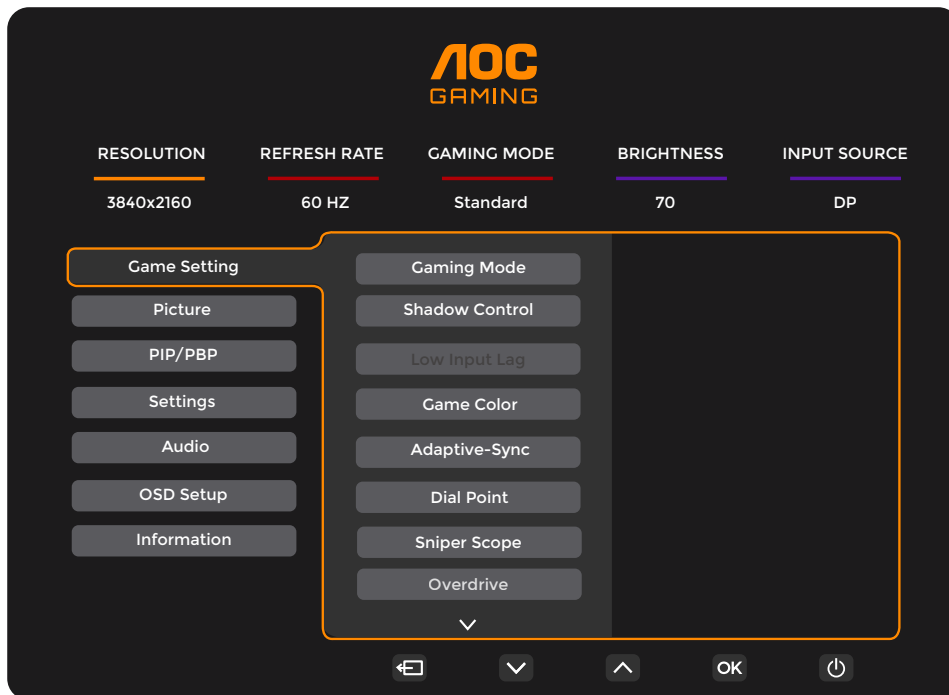 AOC
GAMING
RESOLUTION REFRESH RATE GAMING MODE BRIGHTNESS INPUT SOURCE
3840x2160 60 HZ Standard 70 DP
Game Setting
Picture
PIP/PBP
Settings
Audio
OSD Setup
Information
Gaming Mode
Shadow Control
Low Input Lag
Game Color
Adaptive-Sync
Dial Point
Sniper Scope
Overdrive
OK